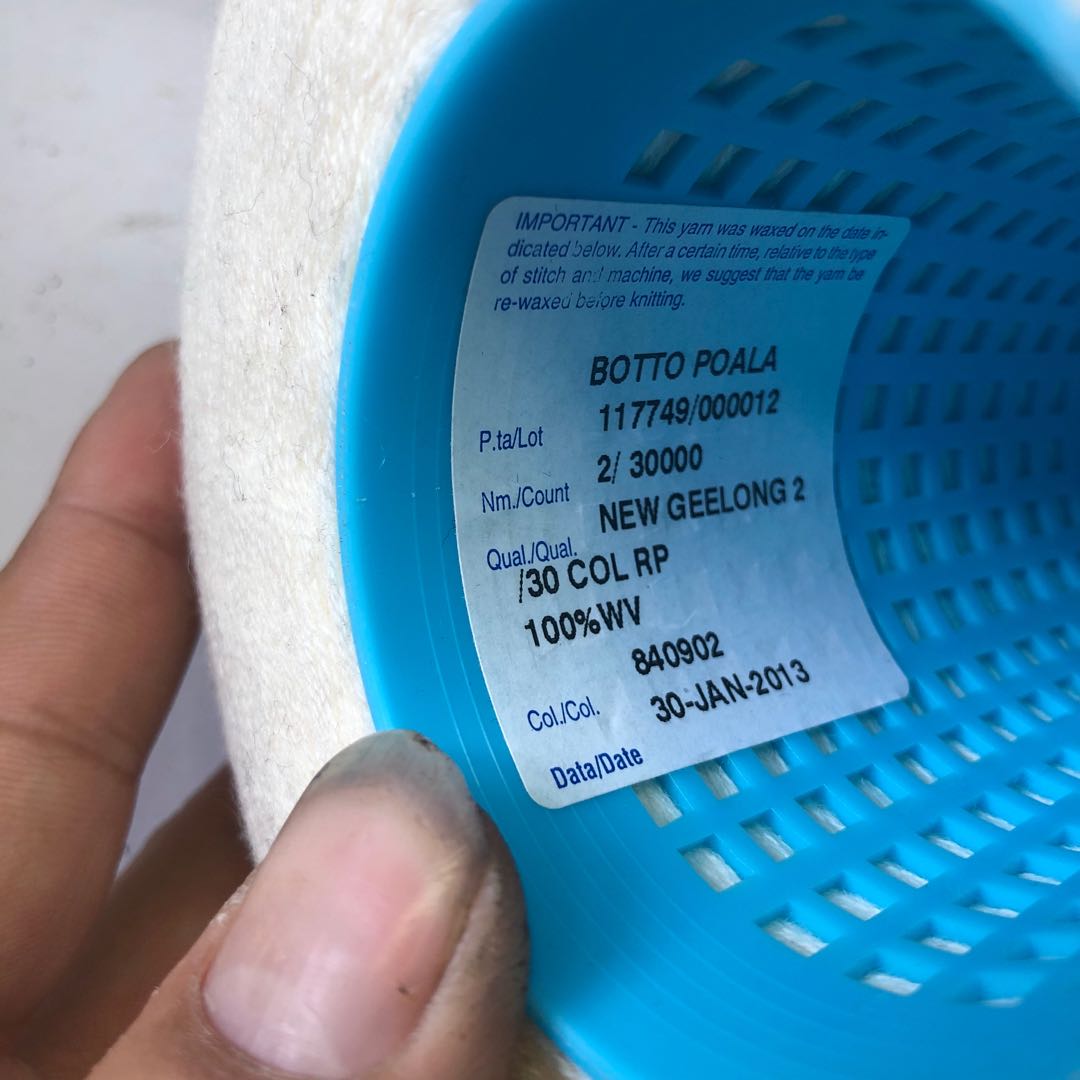 IMPORTANT - This yarn was waxed on the date in-
dicated below. After a certain time, relative to the type
of stitch and machine, we suggest that the yarn be
re-waxed before knitting.
BOTTO POALA
P.ta/Lot 117749/000012
Nm./Count 2/ 30000
Qual./Qual. NEW GEELONG 2
/30 COL RP
100%WV
Col./Col. 840902
Data/Date 30-JAN-2013